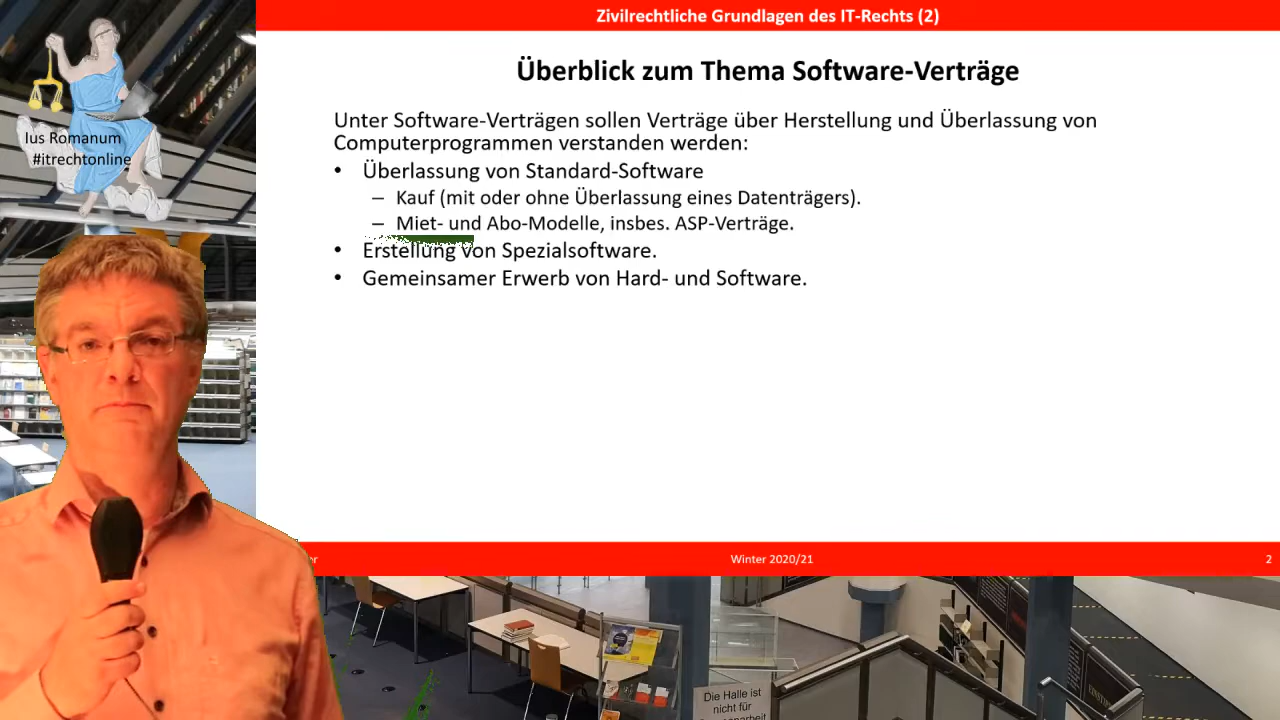 Zivilrechtliche Grundlagen des IT-Rechts (2)
Ius Romanum
#itrechtonline
Überblick zum Thema Software-Verträge
Unter Software-Verträgen sollen Verträge über Herstellung und Überlassung von
Computerprogrammen verstanden werden:
• Überlassung von Standard-Software
– Kauf (mit oder ohne Überlassung eines Datenträgers).
– Miet- und Abo-Modelle, insbes. ASP-Verträge.
• Erstellung von Spezialsoftware.
• Gemeinsamer Erwerb von Hard- und Software.
Winter 2020/21
2
Die Halle ist
nicht für